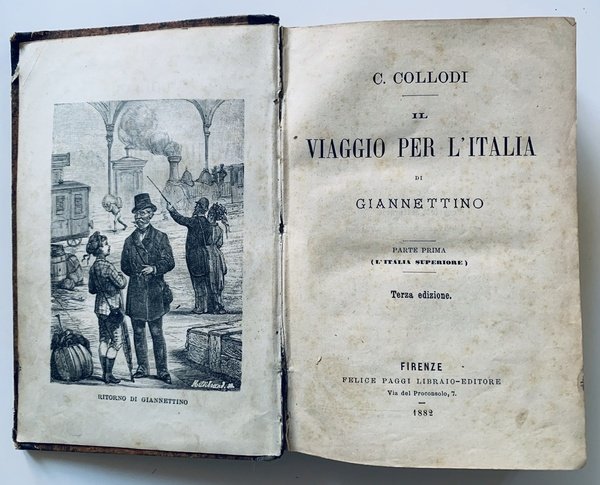 RITORNO DI GIANNETTINO
C. COLLODI
IL
VIAGGIO PER L'ITALIA
DI
GIANNETTINO
PARTE PRIMA
(L'ITALIA SUPERIORE)
Terza edizione.
FIRENZE
FELICE PAGGI LIBRAIO-EDITORE
Via del Proconsolo, 7.
1882